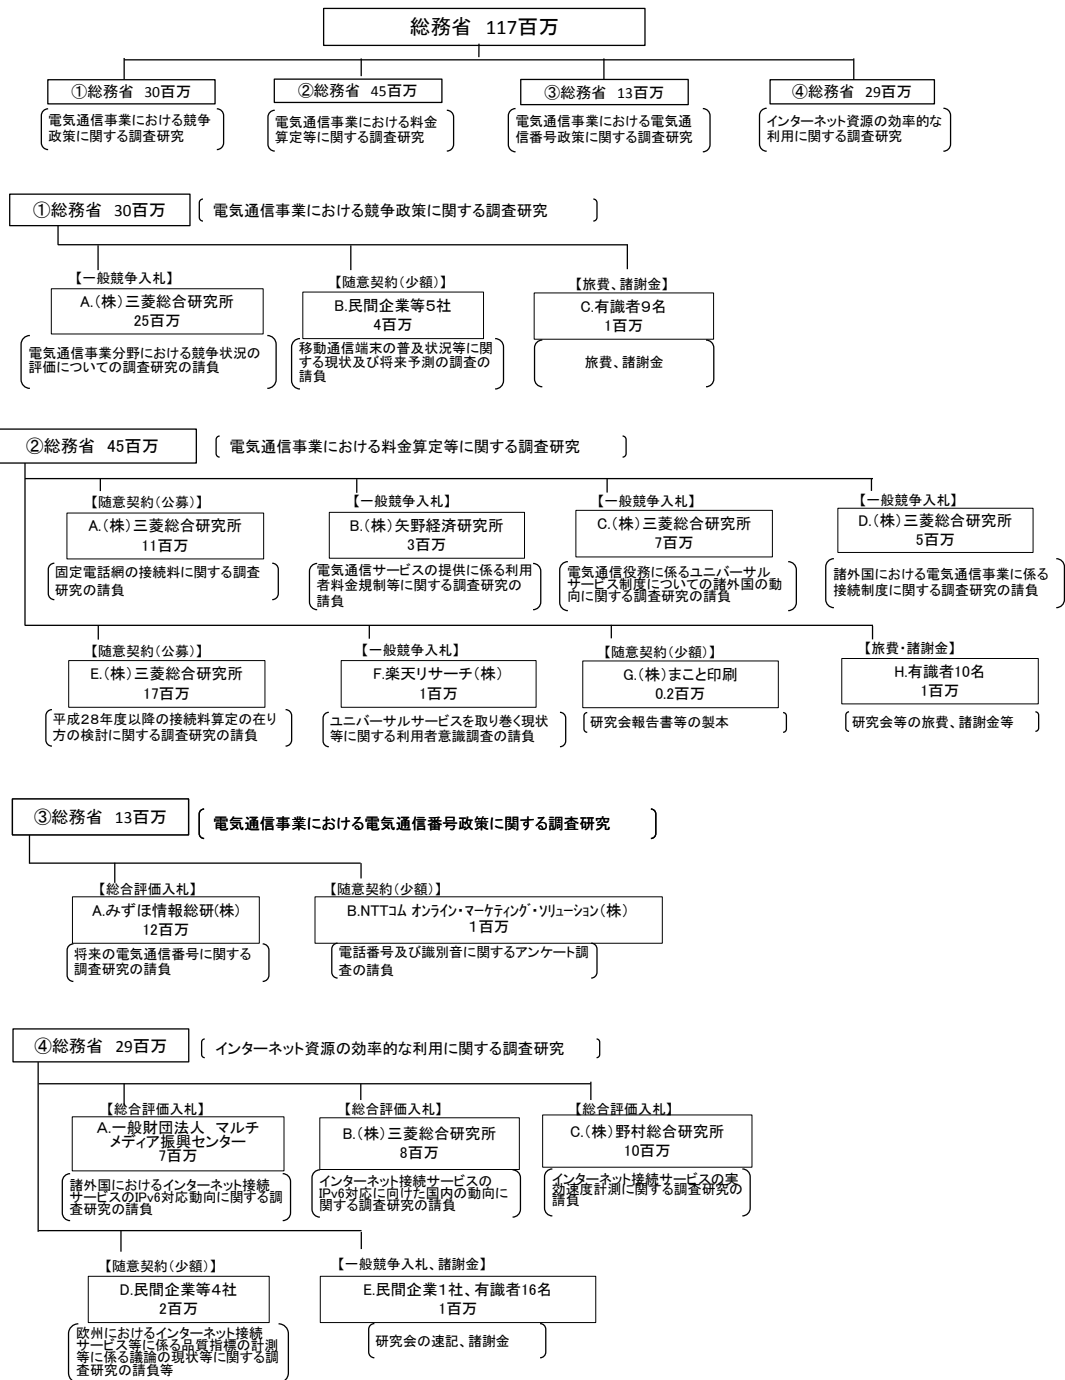 総務省 117百万
①総務省 30百万
②総務省 45百万
③総務省 13百万
④総務省 29百万
電気通信事業における競争
政策に関する調査研究
電気通信事業における料金
算定等に関する調査研究
電気通信事業における電気通
信番号政策に関する調査研究
インターネット資源の効率的な
利用に関する調査研究
①総務省 30百万
電気通信事業における競争政策に関する調査研究
【一般競争入札】
A.(株)三菱総合研究所
25百万
電気通信事業分野における競争状況の
評価についての調査研究の請負
【随意契約(少額)】
B.民間企業等5社
4百万
移動通信端末の普及状況等に関
する現状及び将来予測の調査の
請負
【旅費、諸謝金】
C.有識者9名
1百万
旅費、諸謝金
②総務省 45百万
電気通信事業における料金算定等に関する調査研究
【随意契約(公募)】
A.(株)三菱総合研究所
11百万
固定電話網の接続料に関する調査
研究の請負
【一般競争入札】
B.(株)矢野経済研究所
3百万
電気通信サービスの提供に係る利用
者料金規制等に関する調査研究の
請負
【一般競争入札】
C.(株)三菱総合研究所
7百万
電気通信役務に係るユニバーサル
サービス制度についての諸外国の動
向に関する調査研究の請負
【一般競争入札】
D.(株)三菱総合研究所
5百万
諸外国における電気通信事業に係る
接続制度に関する調査研究の請負
【随意契約(公募)】
E.(株)三菱総合研究所
17百万
平成28年度以降の接続料算定の在り
方の検討に関する調査研究の請負
【一般競争入札】
F.楽天リサーチ(株)
1百万
ユニバーサルサービスを取り巻く現状
等に関する利用者意識調査の請負
【随意契約(少額)】
G.(株)まこと印刷
0.2百万
研究会報告書等の製本
【旅費・諸謝金】
H.有識者10名
1百万
研究会等の旅費、諸謝金等
③総務省 13百万
電気通信事業における電気通信番号政策に関する調査研究
【総合評価入札】
A.みずほ情報総研(株)
12百万
将来の電気通信番号に関する
調査研究の請負
【随意契約(少額)】
B.NTTコム オンライン・マーケティング・ソリューション(株)
1百万
電話番号及び識別音に関するアンケート調
査の請負
④総務省 29百万
インターネット資源の効率的な利用に関する調査研究
【総合評価入札】
A.一般財団法人 マルチ
メディア振興センター
7百万
諸外国におけるインターネット接続
サービスのIPv6対応動向に関する調
査研究の請負
【総合評価入札】
B.(株)三菱総合研究所
8百万
インターネット接続サービスの
IPv6対応に向けた国内の動向に
関する調査研究の請負
【総合評価入札】
C.(株)野村総合研究所
10百万
インターネット接続サービスの実
効速度計測に関する調査研究の
請負
【随意契約(少額)】
D.民間企業等4社
2百万
欧州におけるインターネット接続
サービス等に係る品質指標の計測
等に係る議論の現状等に関する調
査研究の請負等
【一般競争入札、諸謝金】
E.民間企業1社、有識者16名
1百万
研究会の速記、諸謝金